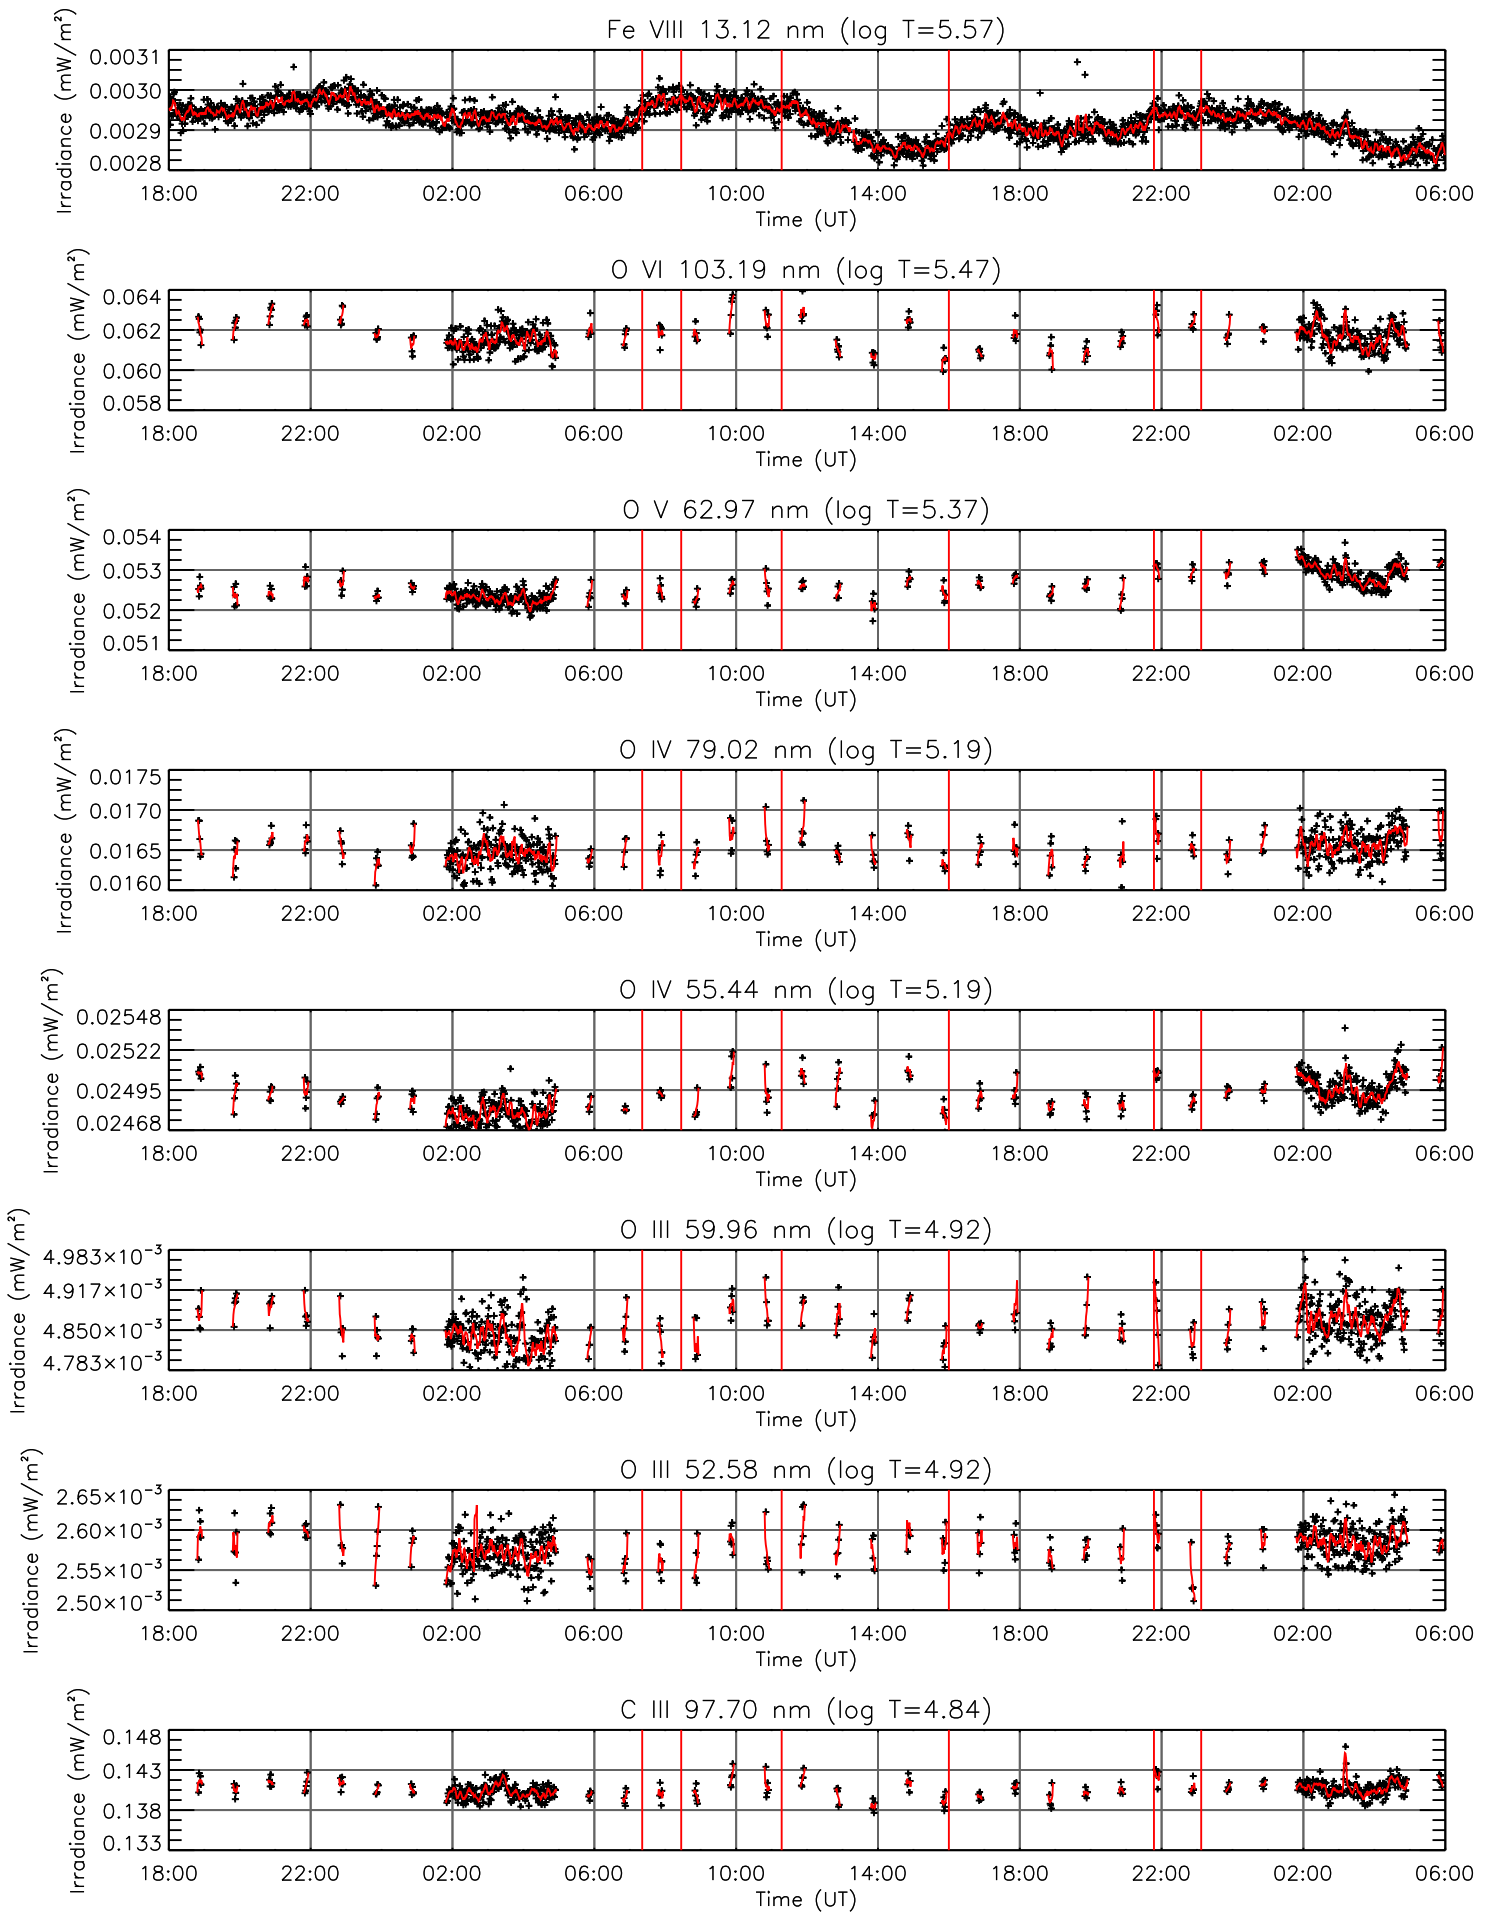 Fe VIII 13.12 nm (log T=5.57)
Irradiance (mW/m²)
0.0031
0.0030
0.0029
0.0028
18:00 22:00 02:00 06:00 10:00 14:00 18:00 22:00 02:00 06:00
Time (UT)
O VI 103.19 nm (log T=5.47)
Irradiance (mW/m²)
0.064
0.062
0.060
0.058
18:00 22:00 02:00 06:00 10:00 14:00 18:00 22:00 02:00 06:00
Time (UT)
O V 62.97 nm (log T=5.37)
Irradiance (mW/m²)
0.054
0.053
0.052
0.051
18:00 22:00 02:00 06:00 10:00 14:00 18:00 22:00 02:00 06:00
Time (UT)
O IV 79.02 nm (log T=5.19)
Irradiance (mW/m²)
0.0175
0.0170
0.0165
0.0160
18:00 22:00 02:00 06:00 10:00 14:00 18:00 22:00 02:00 06:00
Time (UT)
O IV 55.44 nm (log T=5.19)
Irradiance (mW/m²)
0.02548
0.02522
0.02495
0.02468
18:00 22:00 02:00 06:00 10:00 14:00 18:00 22:00 02:00 06:00
Time (UT)
O III 59.96 nm (log T=4.92)
Irradiance (mW/m²)
4.983×10⁻³
4.917×10⁻³
4.850×10⁻³
4.783×10⁻³
18:00 22:00 02:00 06:00 10:00 14:00 18:00 22:00 02:00 06:00
Time (UT)
O III 52.58 nm (log T=4.92)
Irradiance (mW/m²)
2.65×10⁻³
2.60×10⁻³
2.55×10⁻³
2.50×10⁻³
18:00 22:00 02:00 06:00 10:00 14:00 18:00 22:00 02:00 06:00
Time (UT)
C III 97.70 nm (log T=4.84)
Irradiance (mW/m²)
0.148
0.143
0.138
0.133
18:00 22:00 02:00 06:00 10:00 14:00 18:00 22:00 02:00 06:00
Time (UT)